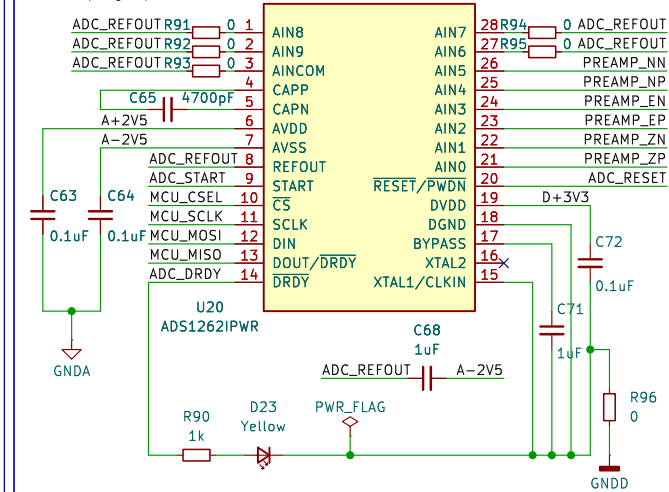 ADC_REFOUT R91 0 1 AIN8 AIN7 28 R94 0 ADC_REFOUT
ADC_REFOUT R92 0 2 AIN9 AIN6 27 R95 0 ADC_REFOUT
ADC_REFOUT R93 0 3 AINCOM AIN5 26 PREAMP_NN
4 CAPP AIN4 25 PREAMP_NP
C65 4700pF 5 CAPN AIN3 24 PREAMP_EN
A+2V5 6 AVDD AIN2 23 PREAMP_EP
A-2V5 7 AVSS AIN1 22 PREAMP_ZN
ADC_REFOUT 8 REFOUT AIN0 21 PREAMP_ZP
ADC_START 9 START RESET/PWDN 20 ADC_RESET
MCU_CSEL 10 CS DVDD 19 D+3V3
MCU_SCLK 11 SCLK DGND 18
MCU_MOSI 12 DIN BYPASS 17
MCU_MISO 13 DOUT/DRDY XTAL2 16
ADC_DRDY 14 DRDY XTAL1/CLKIN 15
C63
0.1uF
C64
0.1uF
C72
0.1uF
GNDA
U20
ADS1262IPWR
C68
1uF
ADC_REFOUT A-2V5
C71
1uF
R90
1k
D23
Yellow
PWR_FLAG
R96
0
GNDD